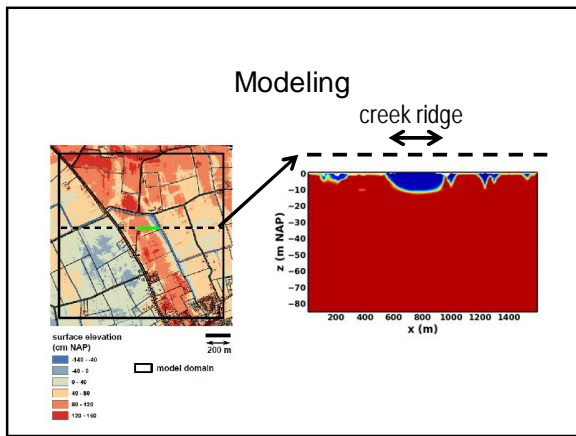 Modeling
creek ridge
0
−10
−20
−30
−40
−50
−60
−70
−80
z (m NAP)
200 400 600 800 1000 1200 1400
x (m)
surface elevation
(cm NAP)
-140 - -40
-40 - 0
0 - 40
40 - 80
80 - 120
120 - 160
model domain
200 m